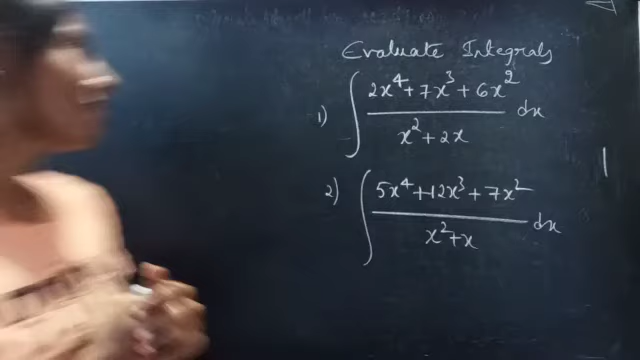 Evaluate Integrals
1) ∫ (2x⁴+7x³+6x²)/(x²+2x) dx
2) ∫ (5x⁴+12x³+7x²)/(x²+x) dx